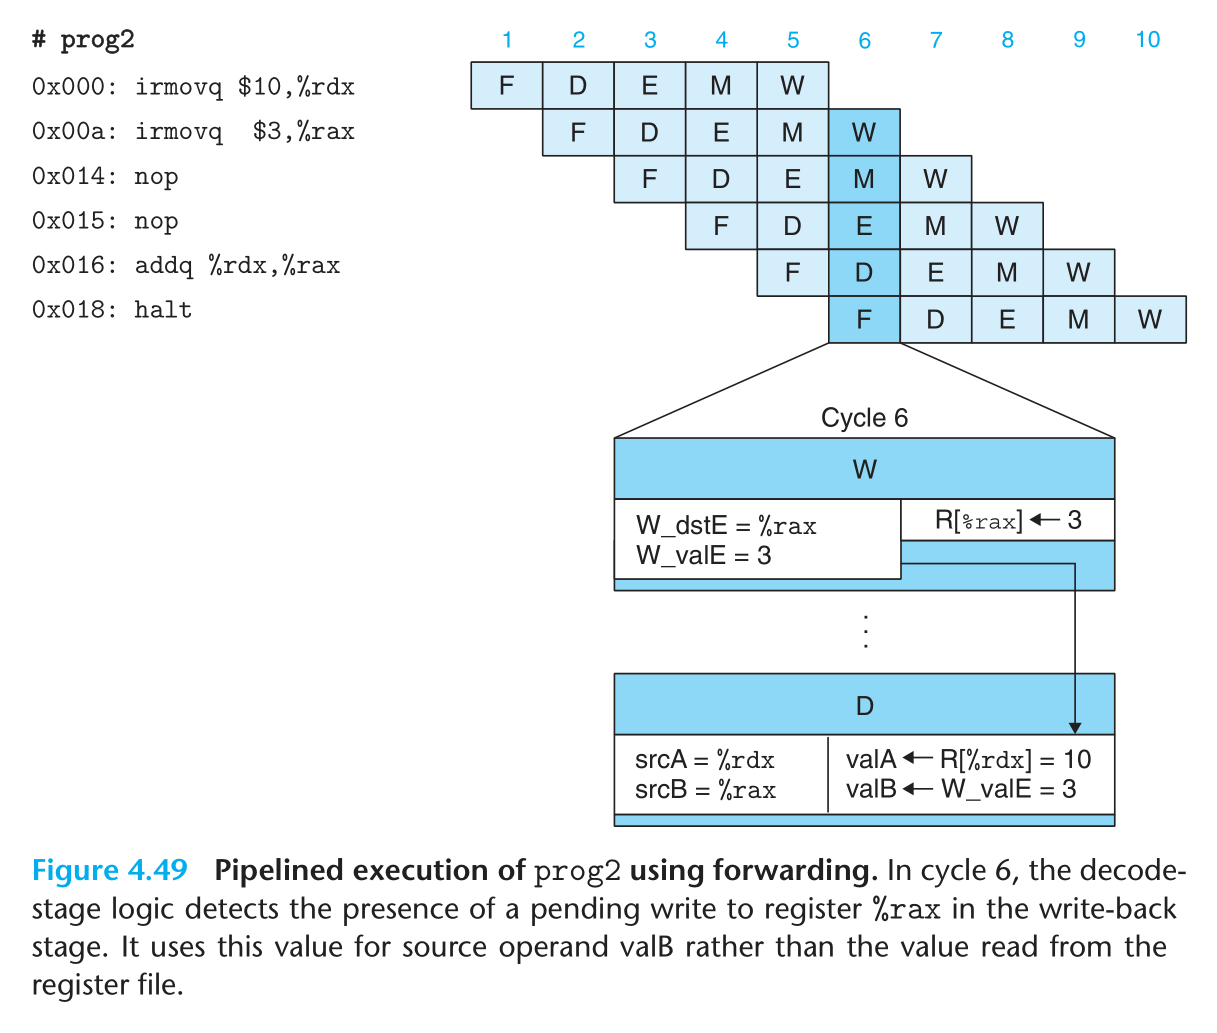 # prog2
1 2 3 4 5 6 7 8 9 10
0x000: irmovq $10,%rdx F D E M W
0x00a: irmovq $3,%rax F D E M W
0x014: nop F D E M W
0x015: nop F D E M W
0x016: addq %rdx,%rax F D E M W
0x018: halt F D E M W
Cycle 6
W
W_dstE = %rax
W_valE = 3
R[%rax] ← 3
⋮
D
srcA = %rdx
srcB = %rax
valA ← R[%rdx] = 10
valB ← W_valE = 3
Figure 4.49 Pipelined execution of prog2 using forwarding. In cycle 6, the decode-
stage logic detects the presence of a pending write to register %rax in the write-back
stage. It uses this value for source operand valB rather than the value read from the
register file.